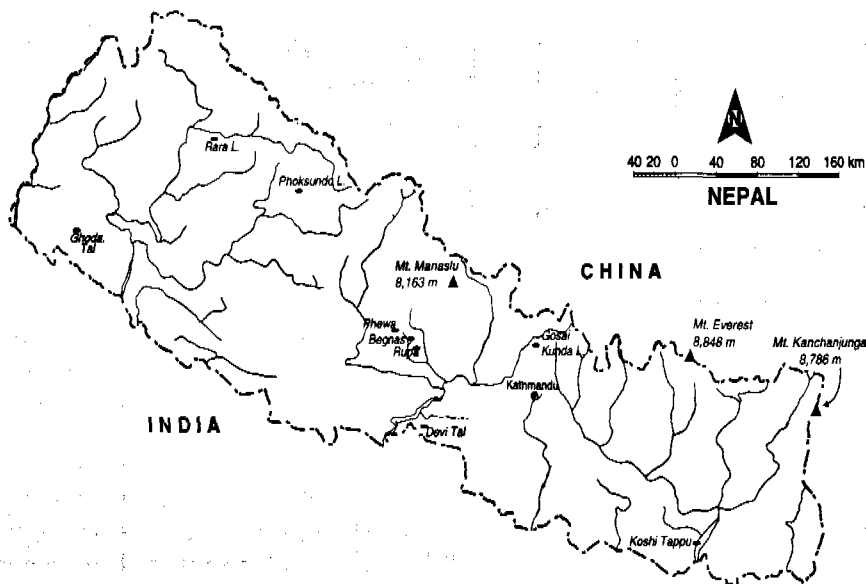 N
40 20 0 40 80 120 160 km
NEPAL
Rara L.
Phoksundo L.
Ghoda
Tal
CHINA
Mt. Manaslu
8,163 m
Mt. Everest
8,848 m
Mt. Kanchanjunga
8,786 m
Phewa
Begnas
Rupa
Gosai
Kunda L.
Kathmandu
INDIA
Devi Tal
Koshi Tappu